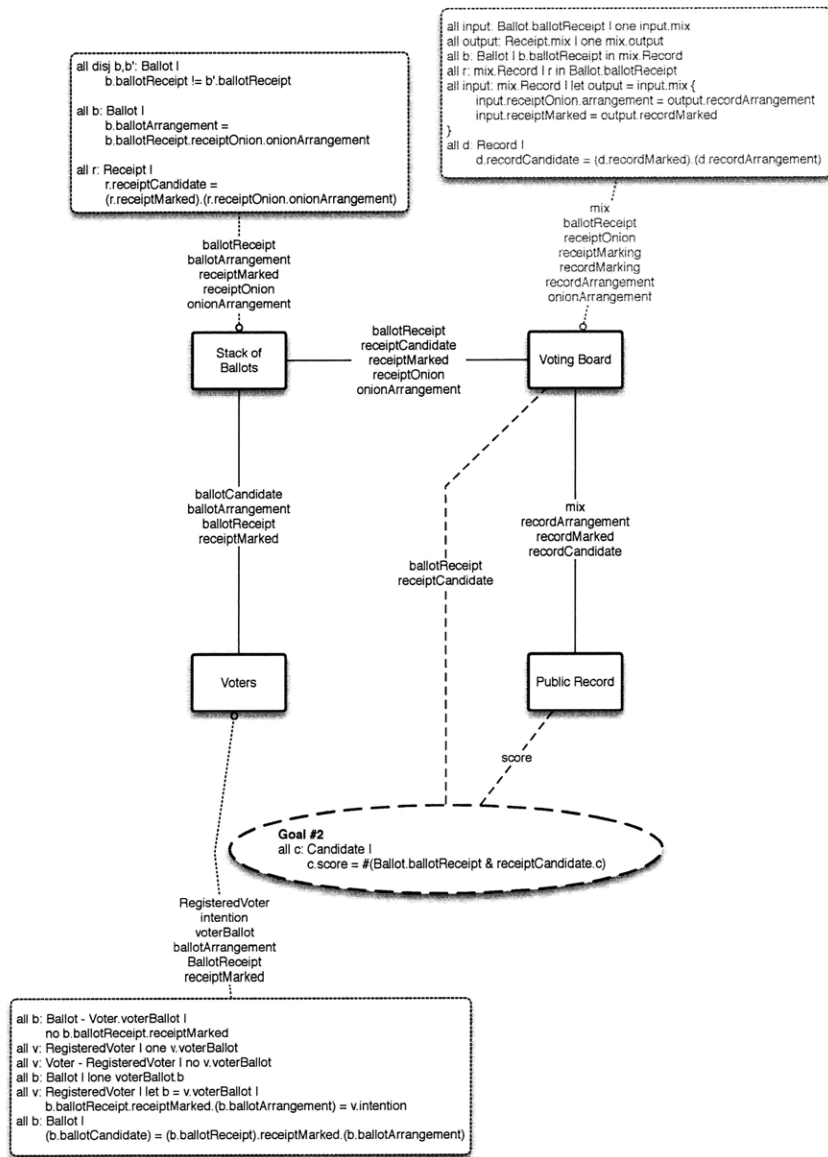 all disj b,b': Ballot |
b.ballotReceipt != b'.ballotReceipt
all b: Ballot |
b.ballotArrangement =
b.ballotReceipt.receiptOnion.onionArrangement
all r: Receipt |
r.receiptCandidate =
(r.receiptMarked).(r.receiptOnion.onionArrangement)
all input: Ballot.ballotReceipt | one input.mix
all output: Receipt.mix | one mix.output
all b: Ballot | b.ballotReceipt in mix.Record
all r: mix.Record | r in Ballot.ballotReceipt
all input: mix.Record | let output = input.mix {
input.receiptOnion.arrangement = output.recordArrangement
input.receiptMarked = output.recordMarked
}
all d: Record |
d.recordCandidate = (d.recordMarked).(d.recordArrangement)
ballotReceipt
ballotArrangement
receiptMarked
receiptOnion
onionArrangement
mix
ballotReceipt
receiptOnion
receiptMarking
recordMarking
recordArrangement
onionArrangement
Stack of
Ballots
ballotReceipt
receiptCandidate
receiptMarked
receiptOnion
onionArrangement
Voting Board
ballotCandidate
ballotArrangement
ballotReceipt
receiptMarked
ballotReceipt
receiptCandidate
mix
recordArrangement
recordMarked
recordCandidate
Voters
Public Record
score
Goal #2
all c: Candidate |
c.score = #(Ballot.ballotReceipt & receiptCandidate.c)
RegisteredVoter
intention
voterBallot
ballotArrangement
BallotReceipt
receiptMarked
all b: Ballot - Voter.voterBallot |
no b.ballotReceipt.receiptMarked
all v: RegisteredVoter | one v.voterBallot
all v: Voter - RegisteredVoter | no v.voterBallot
all b: Ballot | lone voterBallot.b
all v: RegisteredVoter | let b = v.voterBallot |
b.ballotReceipt.receiptMarked.(b.ballotArrangement) = v.intention
all b: Ballot |
(b.ballotCandidate) = (b.ballotReceipt).receiptMarked.(b.ballotArrangement)